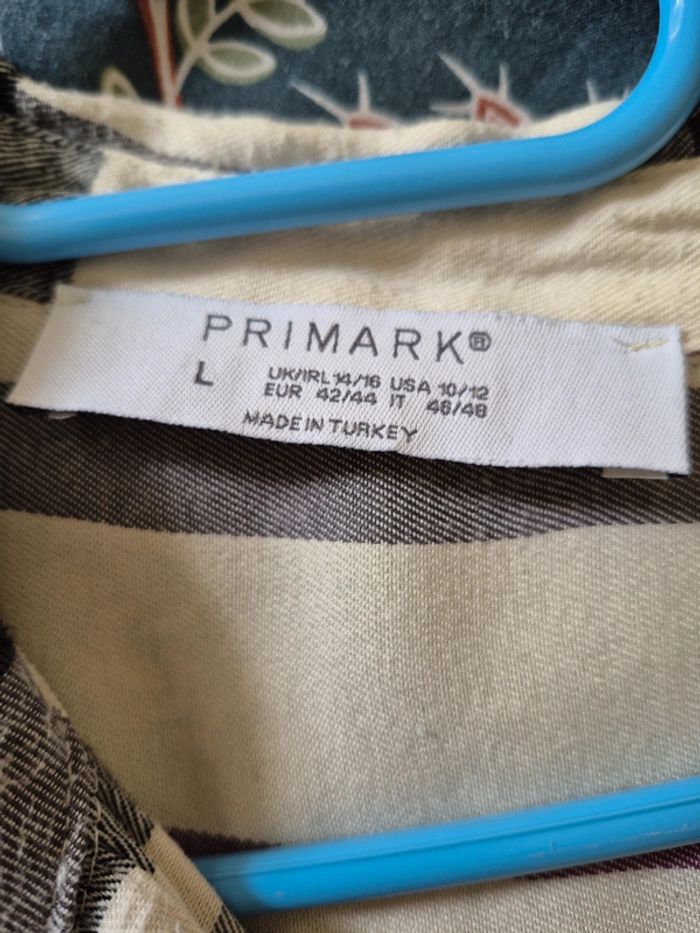 PRIMARK®
L UK/IRL 14/16 USA 10/12
EUR 42/44 IT 46/48
MADE IN TURKEY